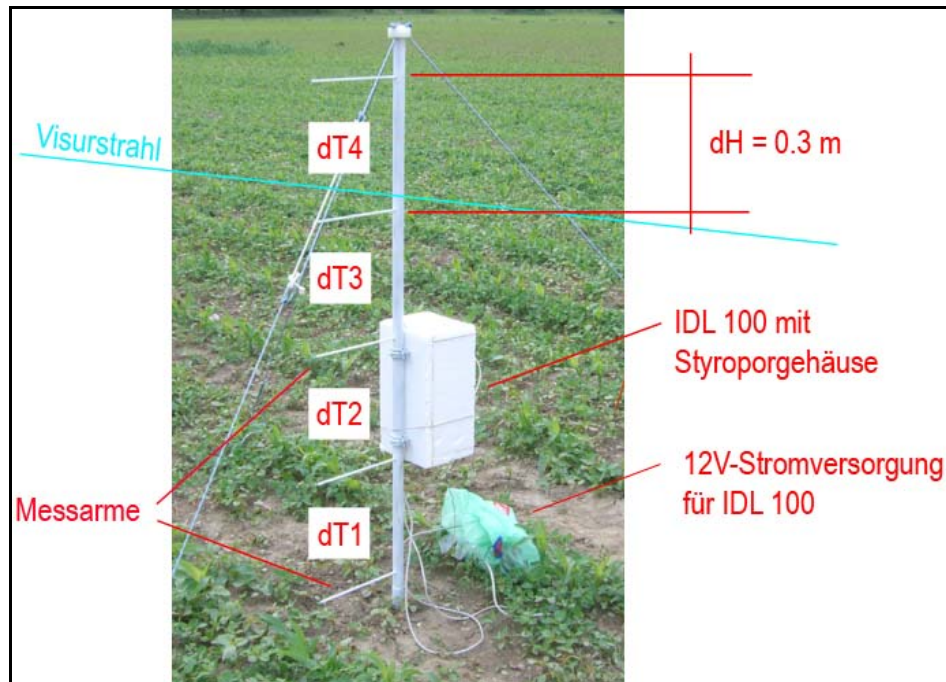 Visurstrahl
dT4
dH = 0.3 m
dT3
IDL 100 mit
Styroporgehäuse
dT2
12V-Stromversorgung
für IDL 100
Messarme
dT1